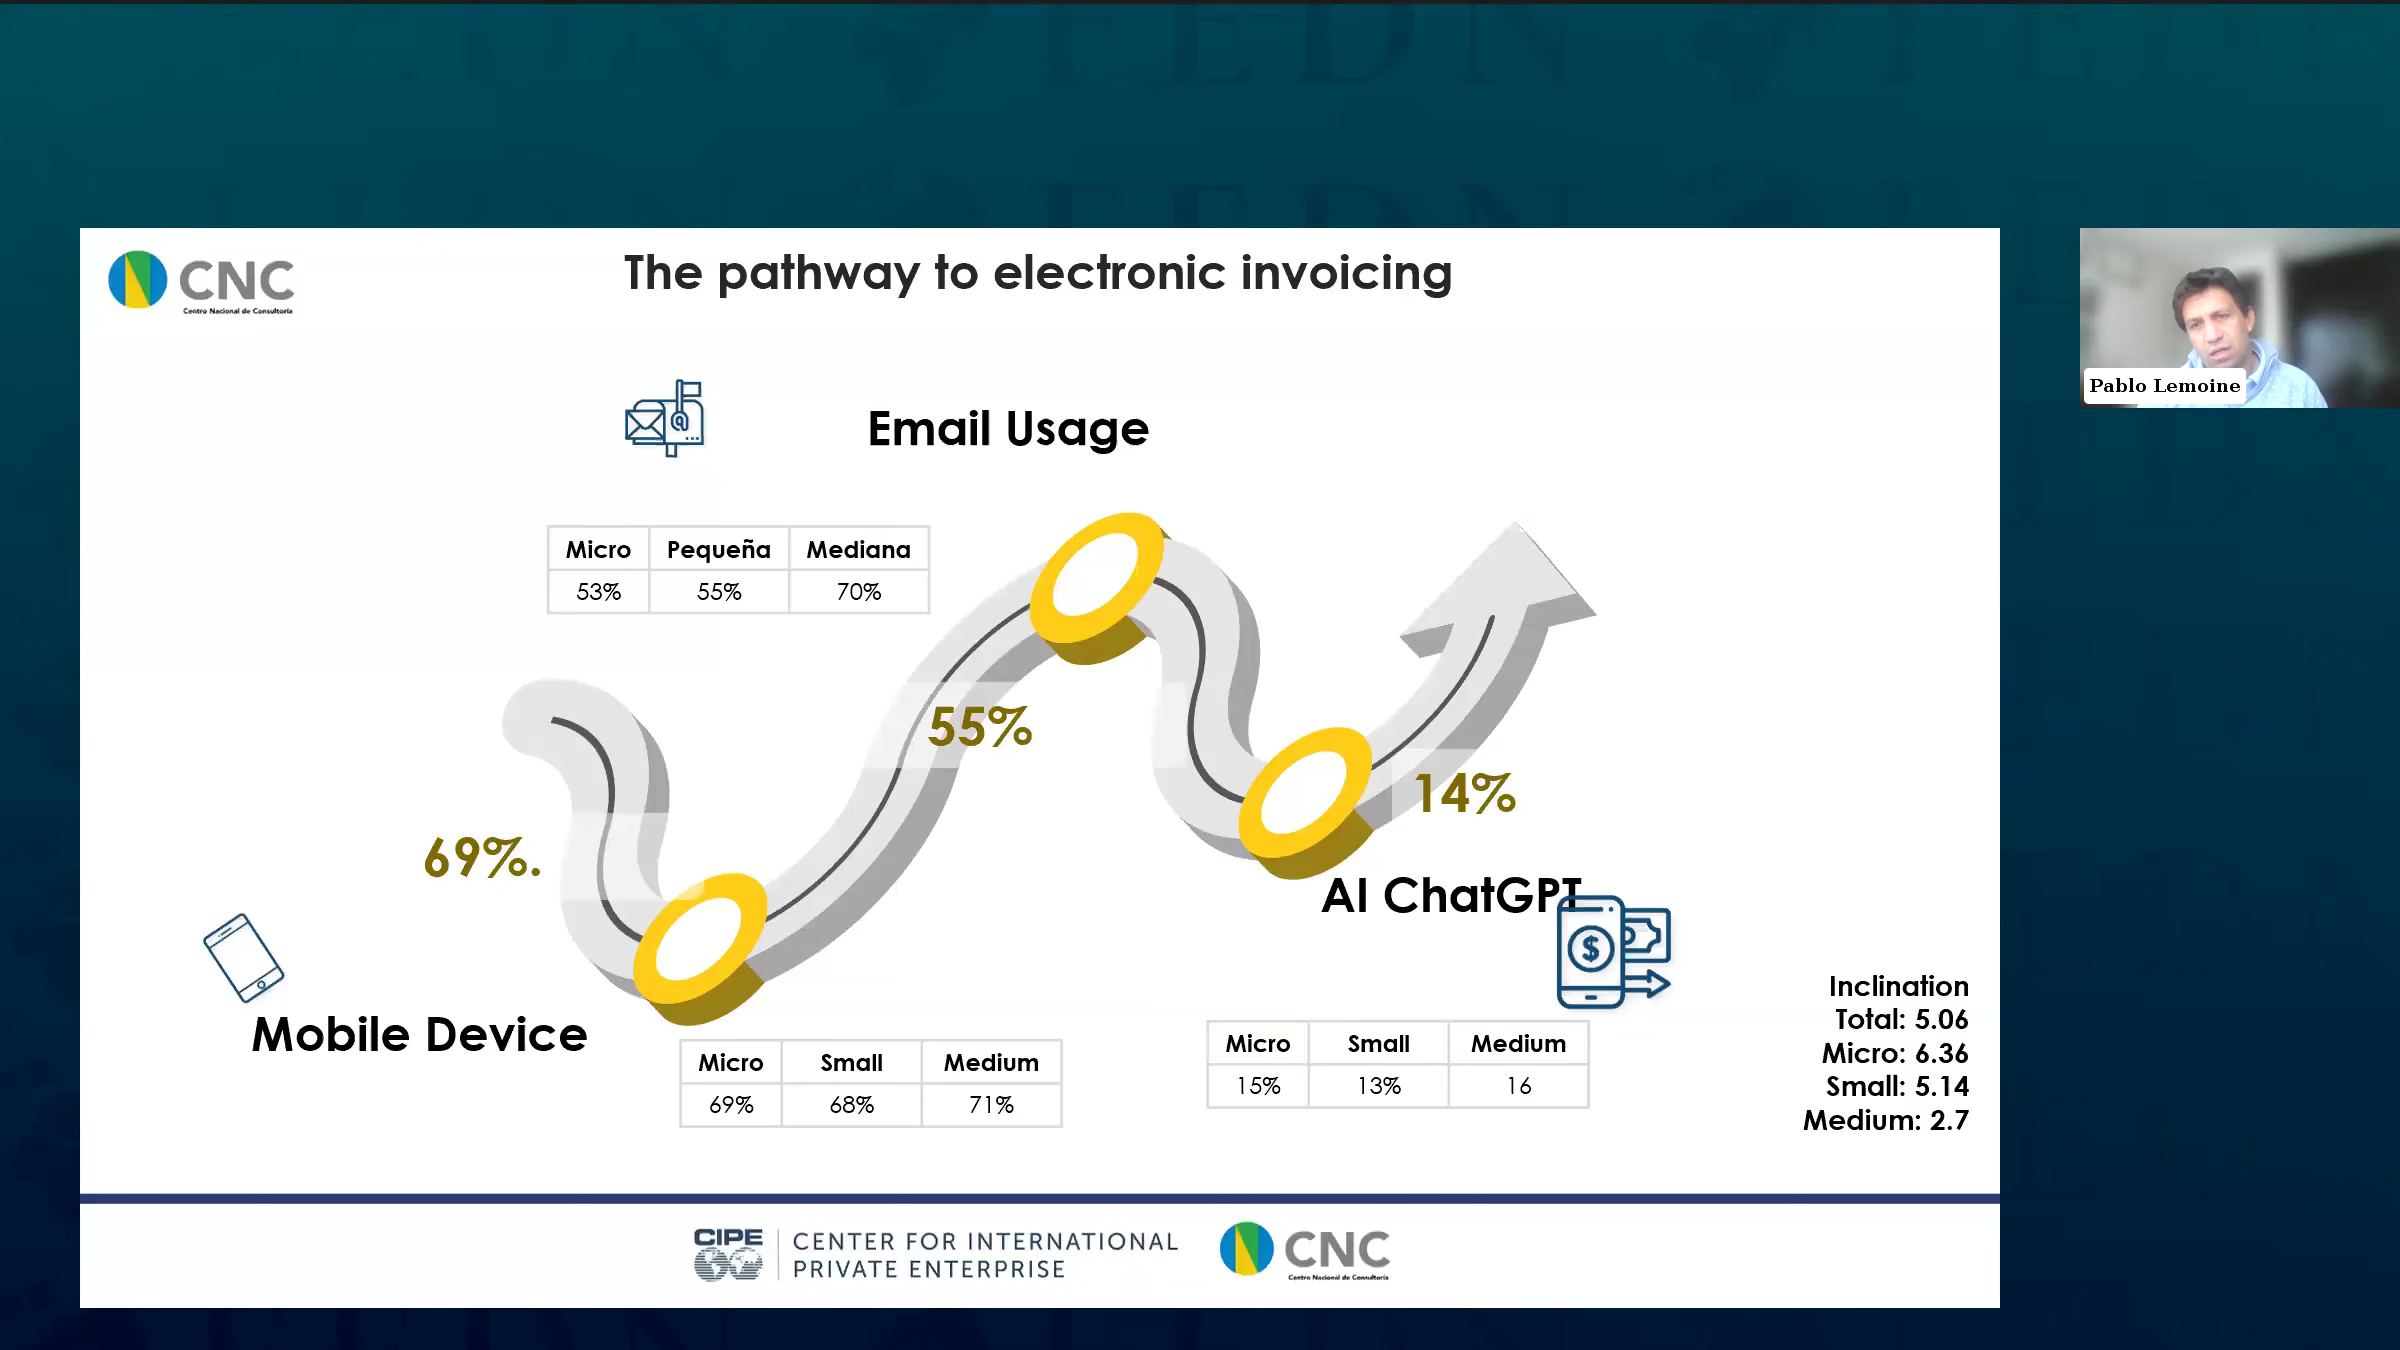 CNC
Centro Nacional de Consultoría
The pathway to electronic invoicing
Pablo Lemoine
Email Usage
Micro Pequeña Mediana
53% 55% 70%
55%
69%.
14%
AI ChatGPT
Mobile Device
Micro Small Medium
69% 68% 71%
Micro Small Medium
15% 13% 16
Inclination
Total: 5.06
Micro: 6.36
Small: 5.14
Medium: 2.7
CIPE
CENTER FOR INTERNATIONAL
PRIVATE ENTERPRISE
CNC
Centro Nacional de Consultoría
FEDN